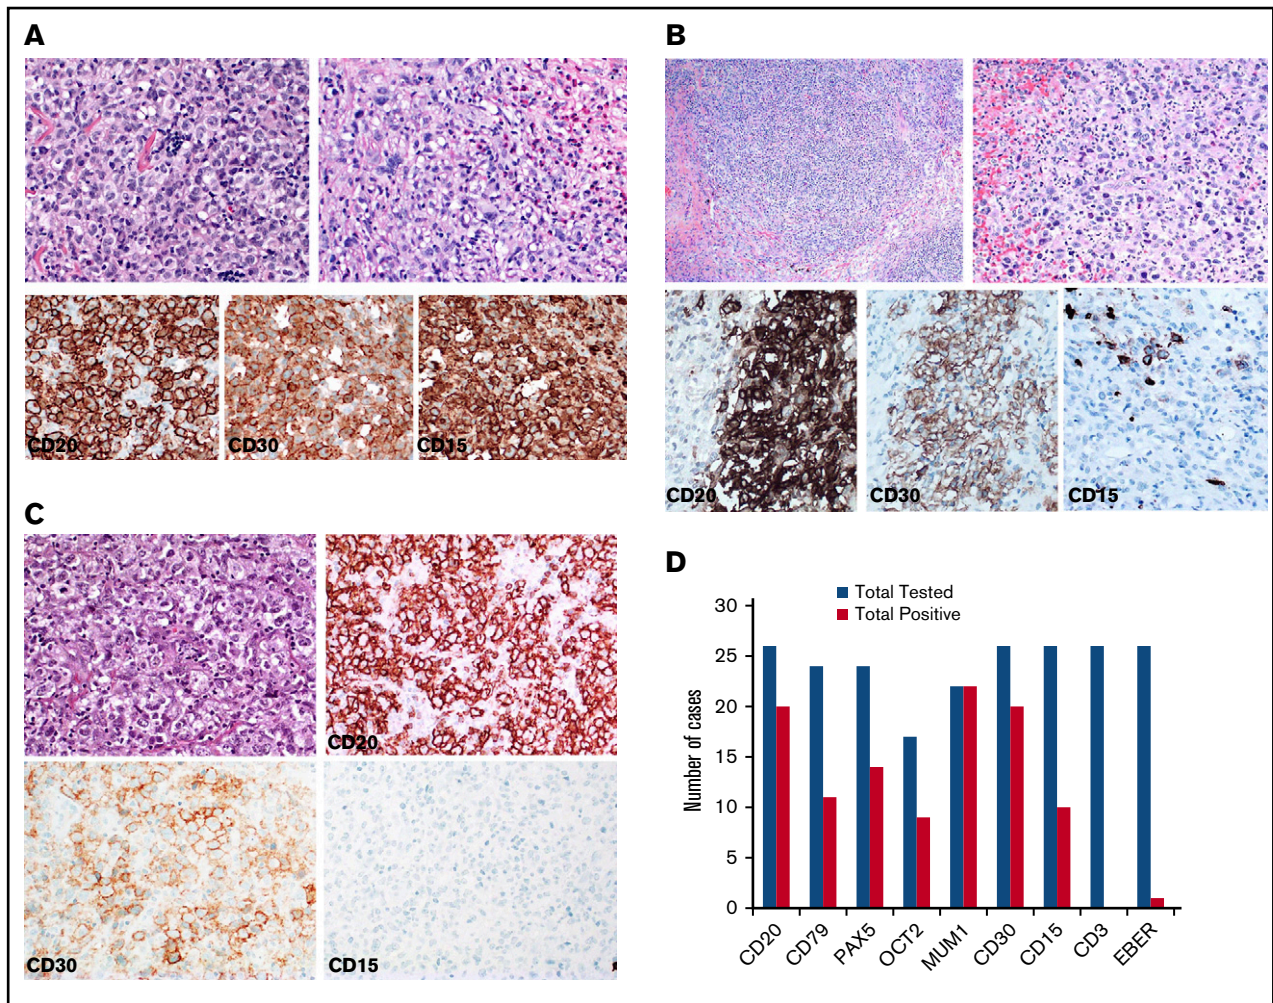 A
CD20
CD30
CD15
B
CD20
CD30
CD15
C
CD20
CD30
CD15
D
Total Tested
Total Positive
Number of cases
30
25
20
15
10
5
0
CD20
CD79
PAX5
OCT2
MUM1
CD30
CD15
CD3
EBER